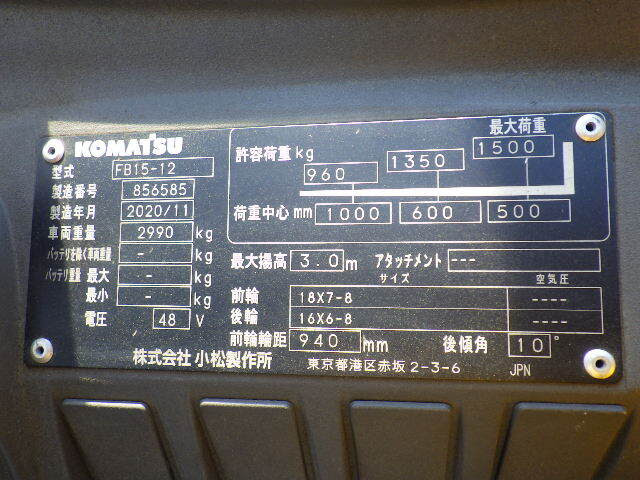 KOMATSU
型式 FB15-12
製造番号 856585
製造年月 2020/11
車両重量 2990 kg
バッテリを除く車両重量 - kg
バッテリ重量 最大 - kg
最小 - kg
電圧 48 V
最大荷重
許容荷重 kg 960 1350 1500
荷重中心 mm 1000 600 500
最大揚高 3.0 m アタッチメント ---
サイズ 空気圧
前輪 18X7-8 ----
後輪 16X6-8 ----
前輪輪距 940 mm 後傾角 10°
株式会社 小松製作所 東京都港区赤坂 2-3-6 JPN